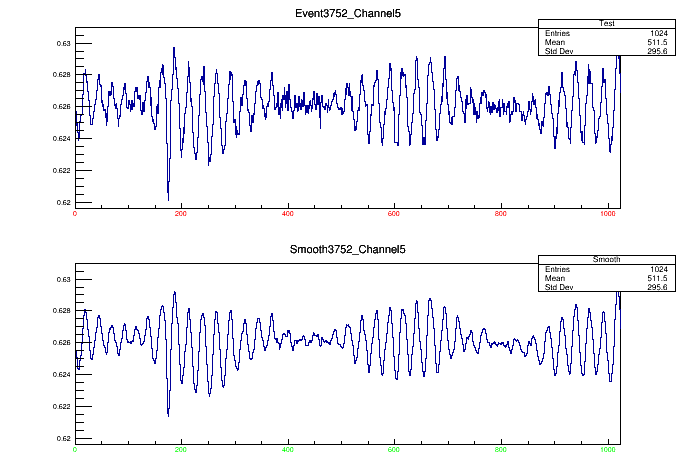 Event3752_Channel5
Test
Entries 1024
Mean 511.5
Std Dev 295.6
0.63
0.628
0.626
0.624
0.622
0.62
0 200 400 600 800 1000
Smooth3752_Channel5
Smooth
Entries 1024
Mean 511.5
Std Dev 295.6
0.63
0.628
0.626
0.624
0.622
0.62
0 200 400 600 800 1000